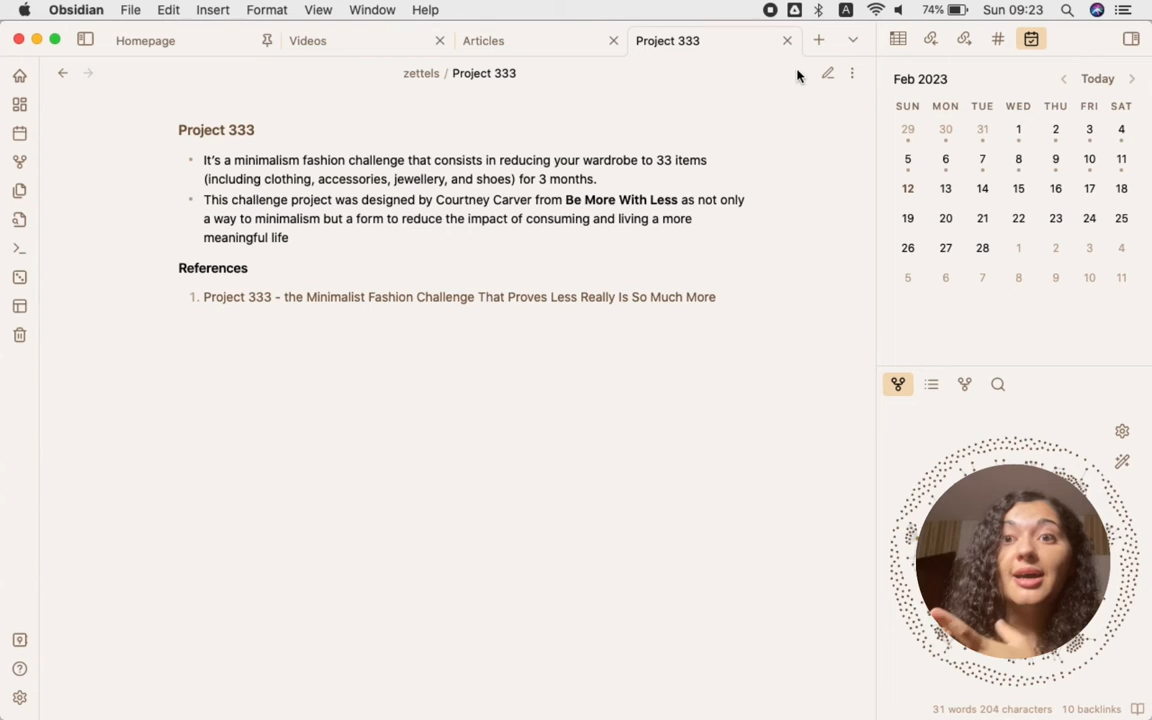 Obsidian File Edit Insert Format View Window Help 74% Sun 09:23
Homepage Videos Articles Project 333
zettels / Project 333
Project 333
It's a minimalism fashion challenge that consists in reducing your wardrobe to 33 items
(including clothing, accessories, jewellery, and shoes) for 3 months.
This challenge project was designed by Courtney Carver from Be More With Less as not only
a way to minimalism but a form to reduce the impact of consuming and living a more
meaningful life
References
1. Project 333 - the Minimalist Fashion Challenge That Proves Less Really Is So Much More
Feb 2023 Today
SUN MON TUE WED THU FRI SAT
29 30 31 1 2 3 4
5 6 7 8 9 10 11
12 13 14 15 16 17 18
19 20 21 22 23 24 25
26 27 28 1 2 3 4
5 6 7 8 9 10 11
31 words 204 characters 10 backlinks